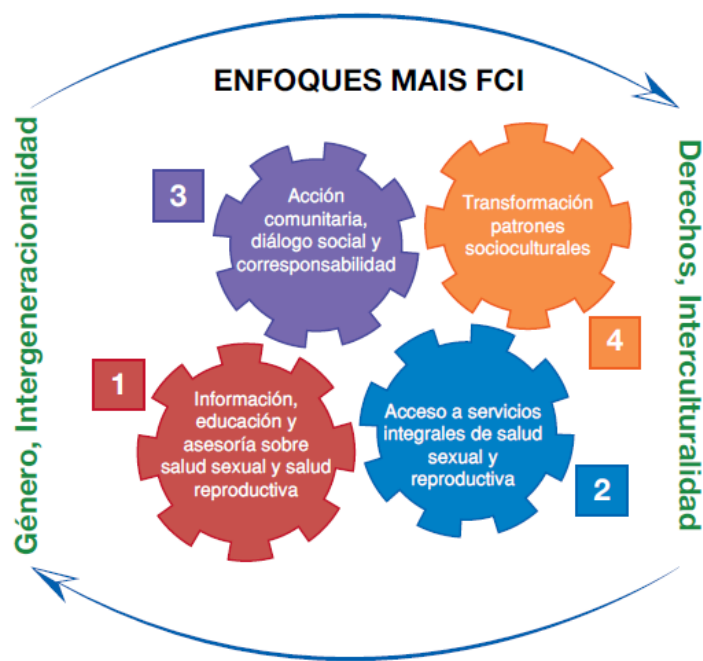 ENFOQUES MAIS FCI
Género, Intergeneracionalidad
Derechos, Interculturalidad
3
Acción
comunitaria,
diálogo social y
corresponsabilidad
Transformación
patrones
socioculturales
4
1
Información,
educación y
asesoría sobre
salud sexual y salud
reproductiva
Acceso a servicios
integrales de salud
sexual y
reproductiva
2